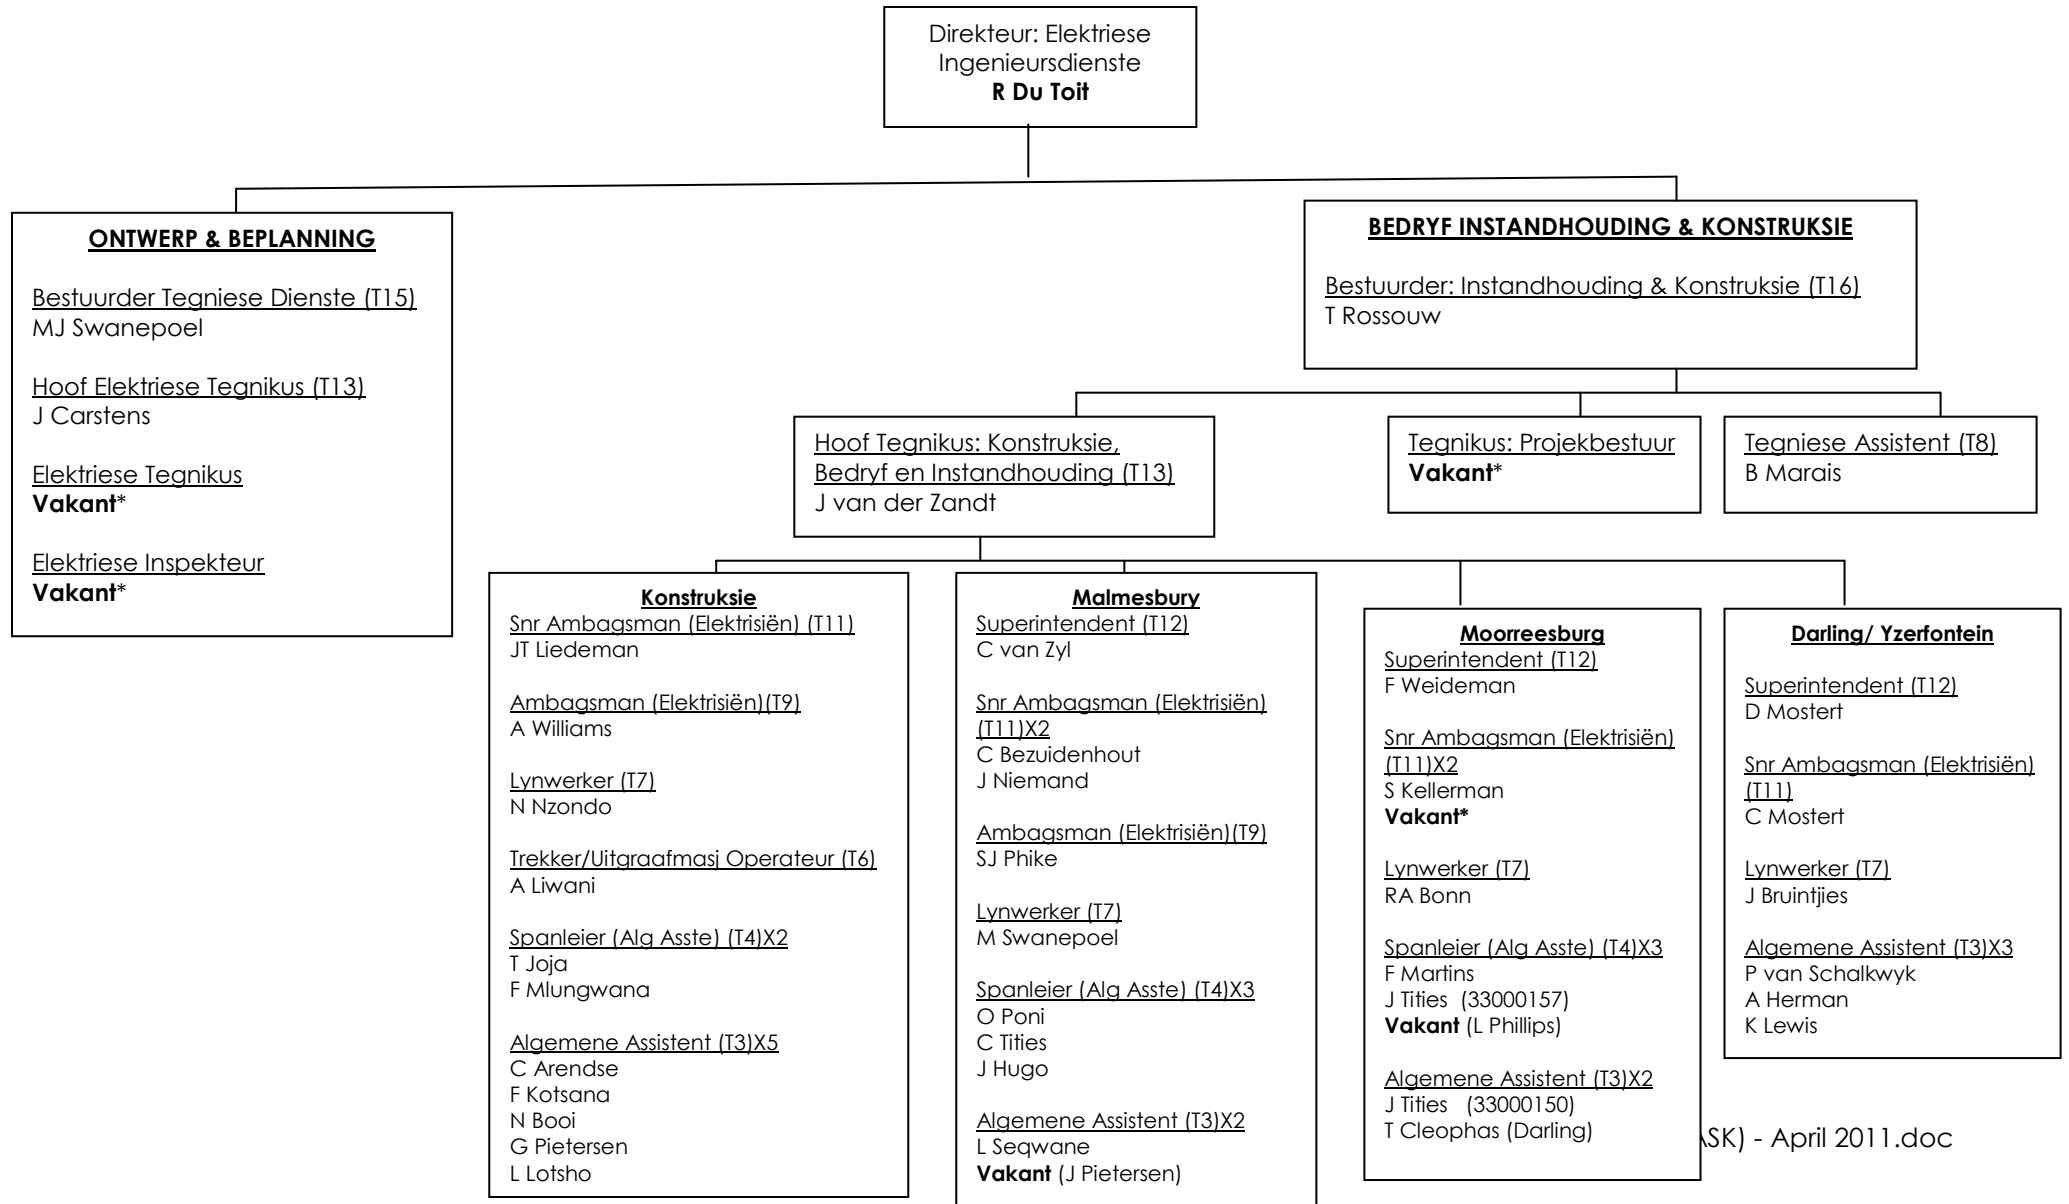 Direkteur: Elektriese
Ingenieursdienste
R Du Toit
ONTWERP & BEPLANNING
Bestuurder Tegniese Dienste (T15)
MJ Swanepoel
Hoof Elektriese Tegnikus (T13)
J Carstens
Elektriese Tegnikus
Vakant*
Elektriese Inspekteur
Vakant*
BEDRYF INSTANDHOUDING & KONSTRUKSIE
Bestuurder: Instandhouding & Konstruksie (T16)
T Rossouw
Hoof Tegnikus: Konstruksie,
Bedryf en Instandhouding (T13)
J van der Zandt
Tegnikus: Projekbestuur
Vakant*
Tegniese Assistent (T8)
B Marais
Konstruksie
Snr Ambagsman (Elektrisiën) (T11)
JT Liedeman
Ambagsman (Elektrisiën)(T9)
A Williams
Lynwerker (T7)
N Nzondo
Trekker/Uitgraafmasj Operateur (T6)
A Liwani
Spanleier (Alg Asste) (T4)X2
T Joja
F Mlungwana
Algemene Assistent (T3)X5
C Arendse
F Kotsana
N Booi
G Pietersen
L Lotsho
Malmesbury
Superintendent (T12)
C van Zyl
Snr Ambagsman (Elektrisiën)
(T11)X2
C Bezuidenhout
J Niemand
Ambagsman (Elektrisiën)(T9)
SJ Phike
Lynwerker (T7)
M Swanepoel
Spanleier (Alg Asste) (T4)X3
O Poni
C Tities
J Hugo
Algemene Assistent (T3)X2
L Seqwane
Vakant (J Pietersen)
Moorreesburg
Superintendent (T12)
F Weideman
Snr Ambagsman (Elektrisiën)
(T11)X2
S Kellerman
Vakant*
Lynwerker (T7)
RA Bonn
Spanleier (Alg Asste) (T4)X3
F Martins
J Tities (33000157)
Vakant (L Phillips)
Algemene Assistent (T3)X2
J Tities (33000150)
T Cleophas (Darling)
Darling/ Yzerfontein
Superintendent (T12)
D Mostert
Snr Ambagsman (Elektrisiën)
(T11)
C Mostert
Lynwerker (T7)
J Bruintjies
Algemene Assistent (T3)X3
P van Schalkwyk
A Herman
K Lewis
SK) - April 2011.doc